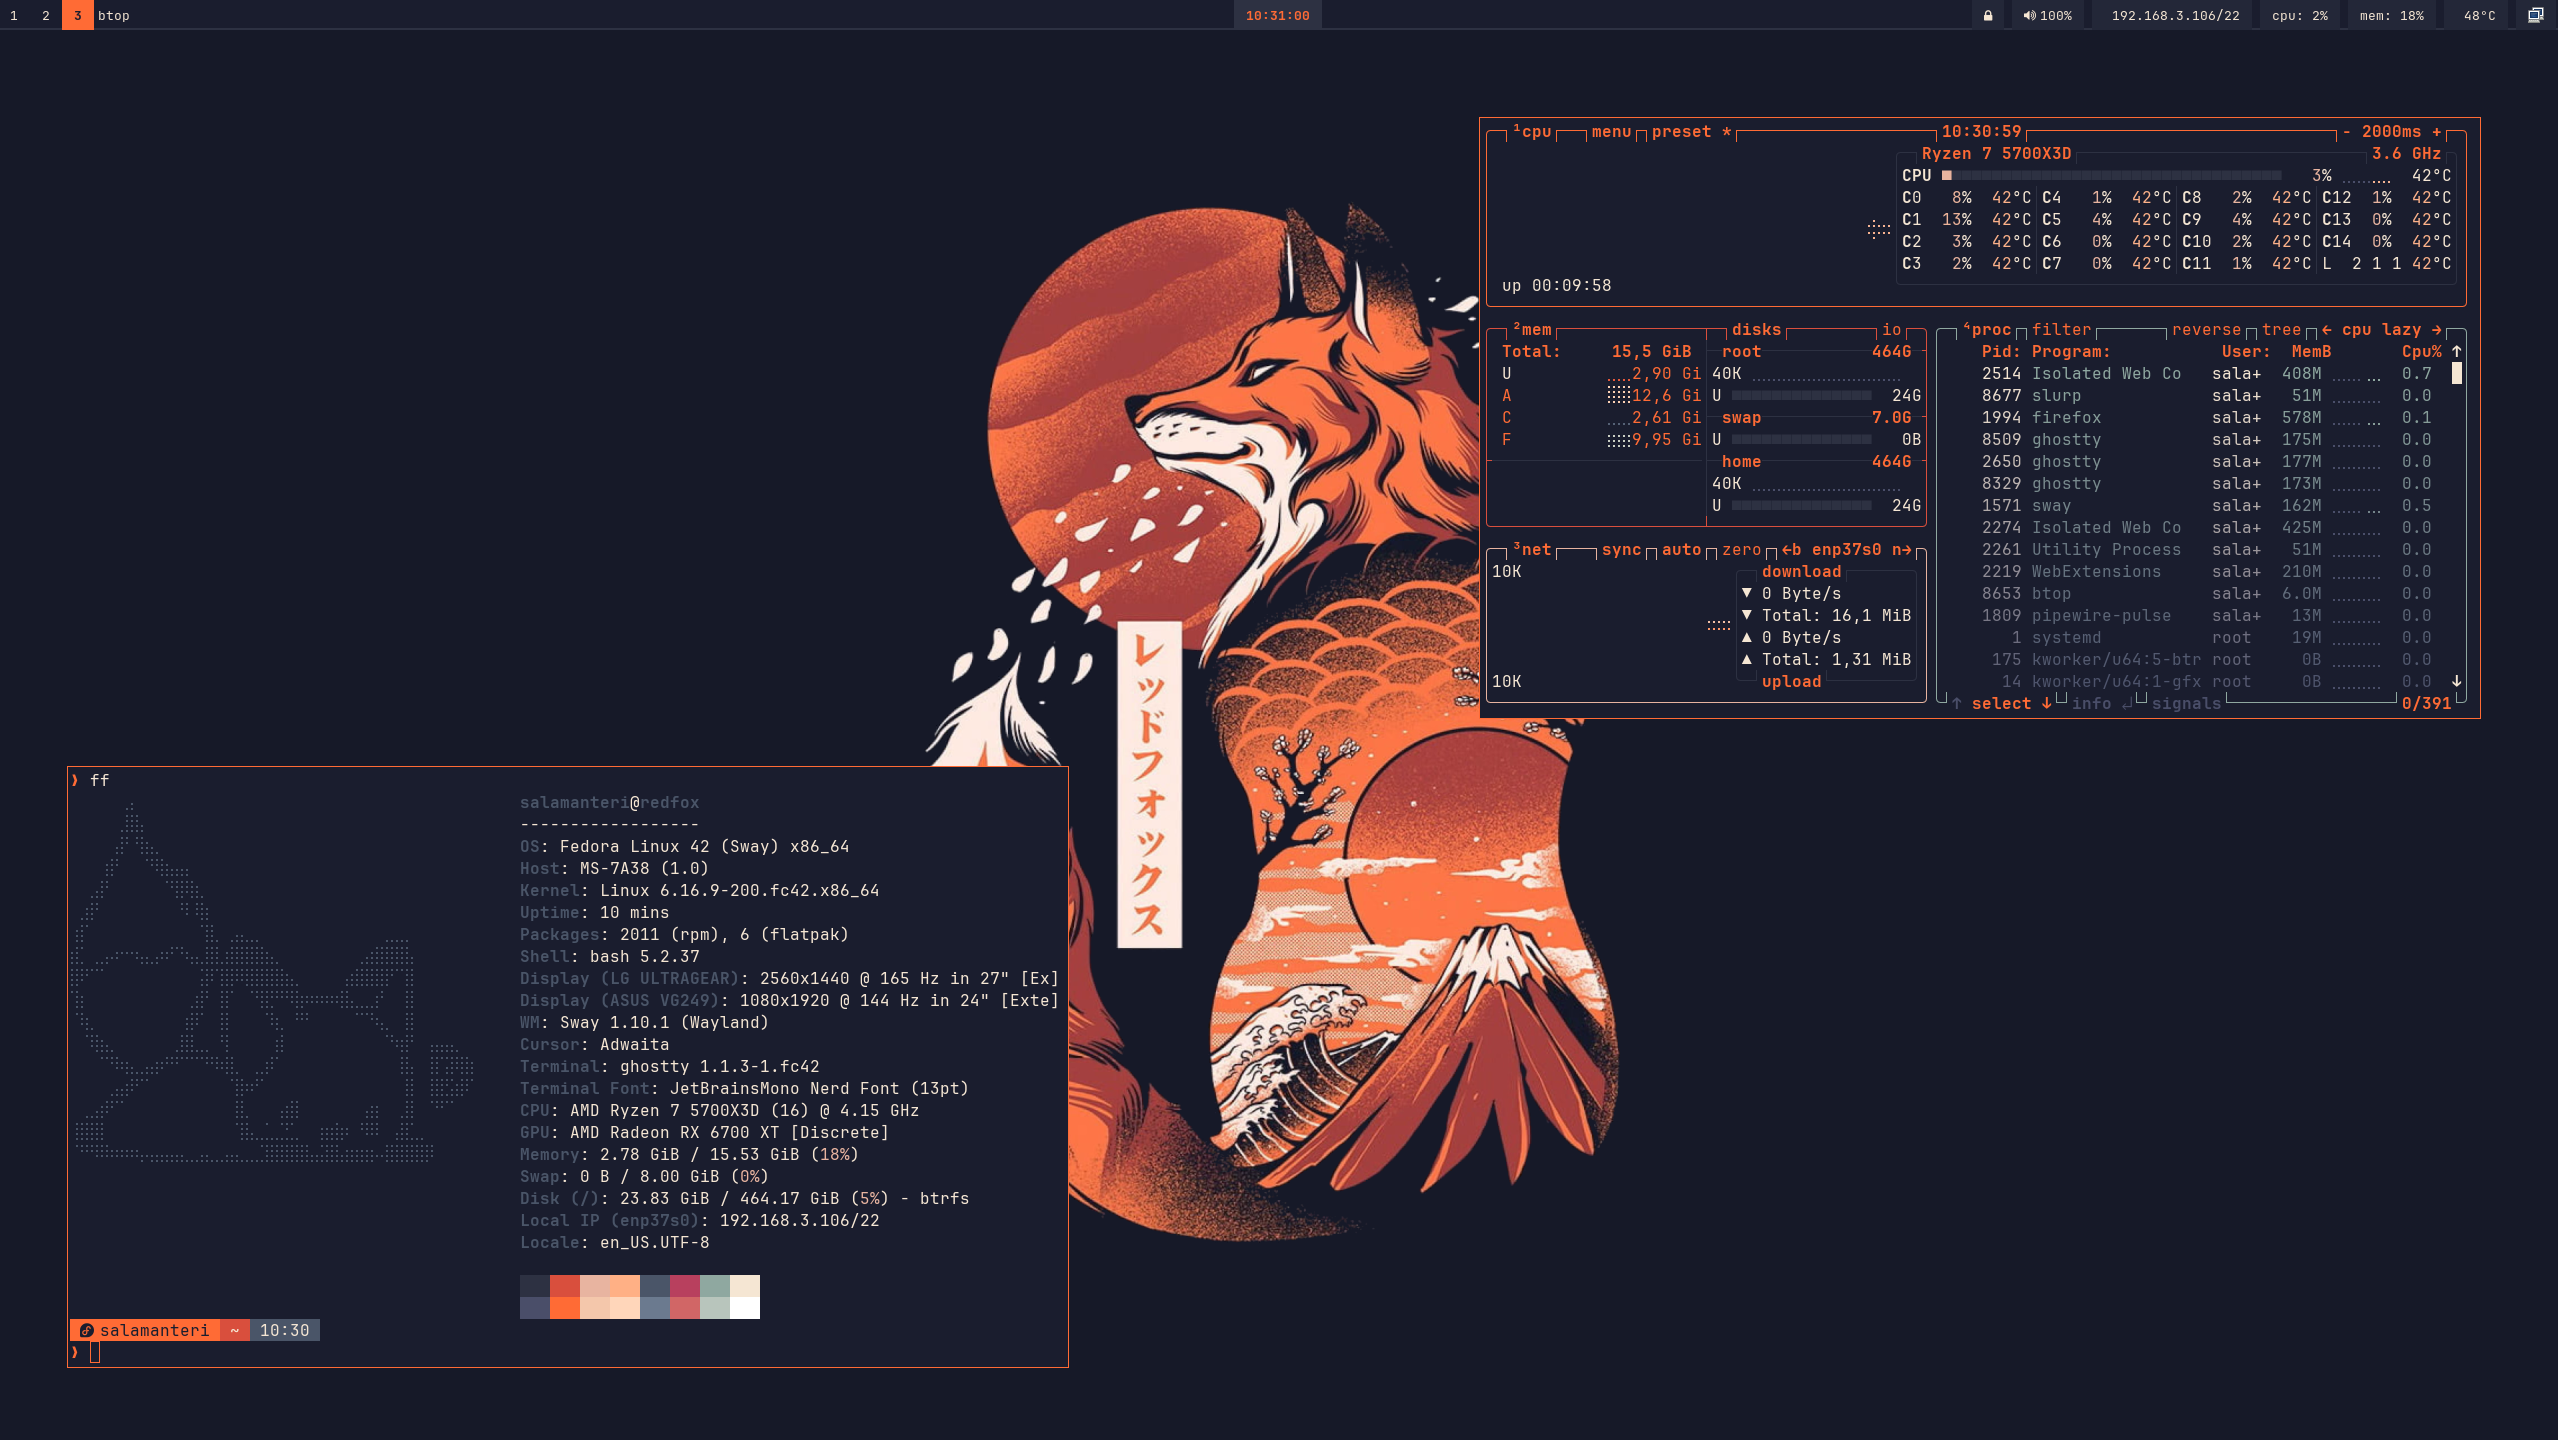 1 2 3 btop 10:31:00 100% 192.168.3.106/22 cpu: 2% mem: 18% 48°C
¹cpu menu preset * 10:30:59 - 2000ms +
Ryzen 7 5700X3D 3.6 GHz
CPU 3% 42°C
C0 8% 42°C C4 1% 42°C C8 2% 42°C C12 1% 42°C
C1 13% 42°C C5 4% 42°C C9 4% 42°C C13 0% 42°C
C2 3% 42°C C6 0% 42°C C10 2% 42°C C14 0% 42°C
C3 2% 42°C C7 0% 42°C C11 1% 42°C L 2 1 1 42°C
up 00:09:58
²mem disks io
Total: 15,5 GiB root 464G
U 2,90 Gi 40K
A 12,6 Gi U 24G
C 2,61 Gi swap 7.0G
F 9,95 Gi U 0B
home 464G
40K
U 24G
³net sync auto zero ←b enp37s0 n→
10K download
▼ 0 Byte/s
▼ Total: 16,1 MiB
▲ 0 Byte/s
▲ Total: 1,31 MiB
10K upload
⁴proc filter reverse tree ← cpu lazy →
Pid: Program: User: MemB Cpu% ↑
2514 Isolated Web Co sala+ 408M 0.7
8677 slurp sala+ 51M 0.0
1994 firefox sala+ 578M 0.1
8509 ghostty sala+ 175M 0.0
2650 ghostty sala+ 177M 0.0
8329 ghostty sala+ 173M 0.0
1571 sway sala+ 162M 0.5
2274 Isolated Web Co sala+ 425M 0.0
2261 Utility Process sala+ 51M 0.0
2219 WebExtensions sala+ 210M 0.0
8653 btop sala+ 6.0M 0.0
1809 pipewire-pulse sala+ 13M 0.0
1 systemd root 19M 0.0
175 kworker/u64:5-btr root 0B 0.0
14 kworker/u64:1-gfx root 0B 0.0 ↓
↑ select ↓ info ↵ signals 0/391
レッドフォックス
❯ ff
salamanteri@redfox
------------------
OS: Fedora Linux 42 (Sway) x86_64
Host: MS-7A38 (1.0)
Kernel: Linux 6.16.9-200.fc42.x86_64
Uptime: 10 mins
Packages: 2011 (rpm), 6 (flatpak)
Shell: bash 5.2.37
Display (LG ULTRAGEAR): 2560x1440 @ 165 Hz in 27" [Ex]
Display (ASUS VG249): 1080x1920 @ 144 Hz in 24" [Exte]
WM: Sway 1.10.1 (Wayland)
Cursor: Adwaita
Terminal: ghostty 1.1.3-1.fc42
Terminal Font: JetBrainsMono Nerd Font (13pt)
CPU: AMD Ryzen 7 5700X3D (16) @ 4.15 GHz
GPU: AMD Radeon RX 6700 XT [Discrete]
Memory: 2.78 GiB / 15.53 GiB (18%)
Swap: 0 B / 8.00 GiB (0%)
Disk (/): 23.83 GiB / 464.17 GiB (5%) - btrfs
Local IP (enp37s0): 192.168.3.106/22
Locale: en_US.UTF-8
salamanteri ~ 10:30
❯